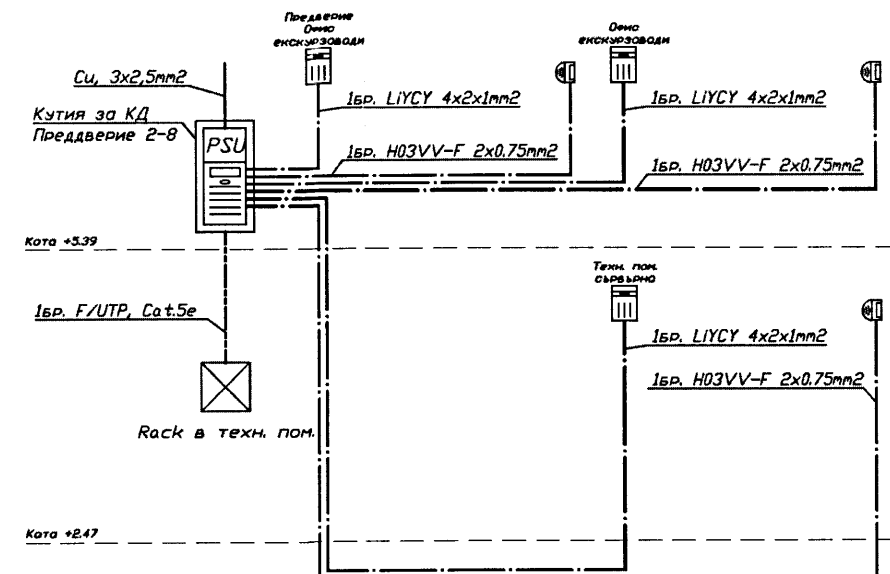 Преддверие
Офис
екскурзоводи
Офис
екскурзоводи
Cu, 3x2,5mm2
1бр. LiYCY 4x2x1mm2
1бр. LiYCY 4x2x1mm2
Кутия за КД
Преддверие 2-8
PSU
1бр. H03VV-F 2x0.75mm2
1бр. H03VV-F 2x0.75mm2
Кота +5.39
Техн. пом.
сървърно
1бр. F/UTP, Cat.5e
1бр. LiYCY 4x2x1mm2
1бр. H03VV-F 2x0.75mm2
Rack в техн. пом.
Кота +2.47